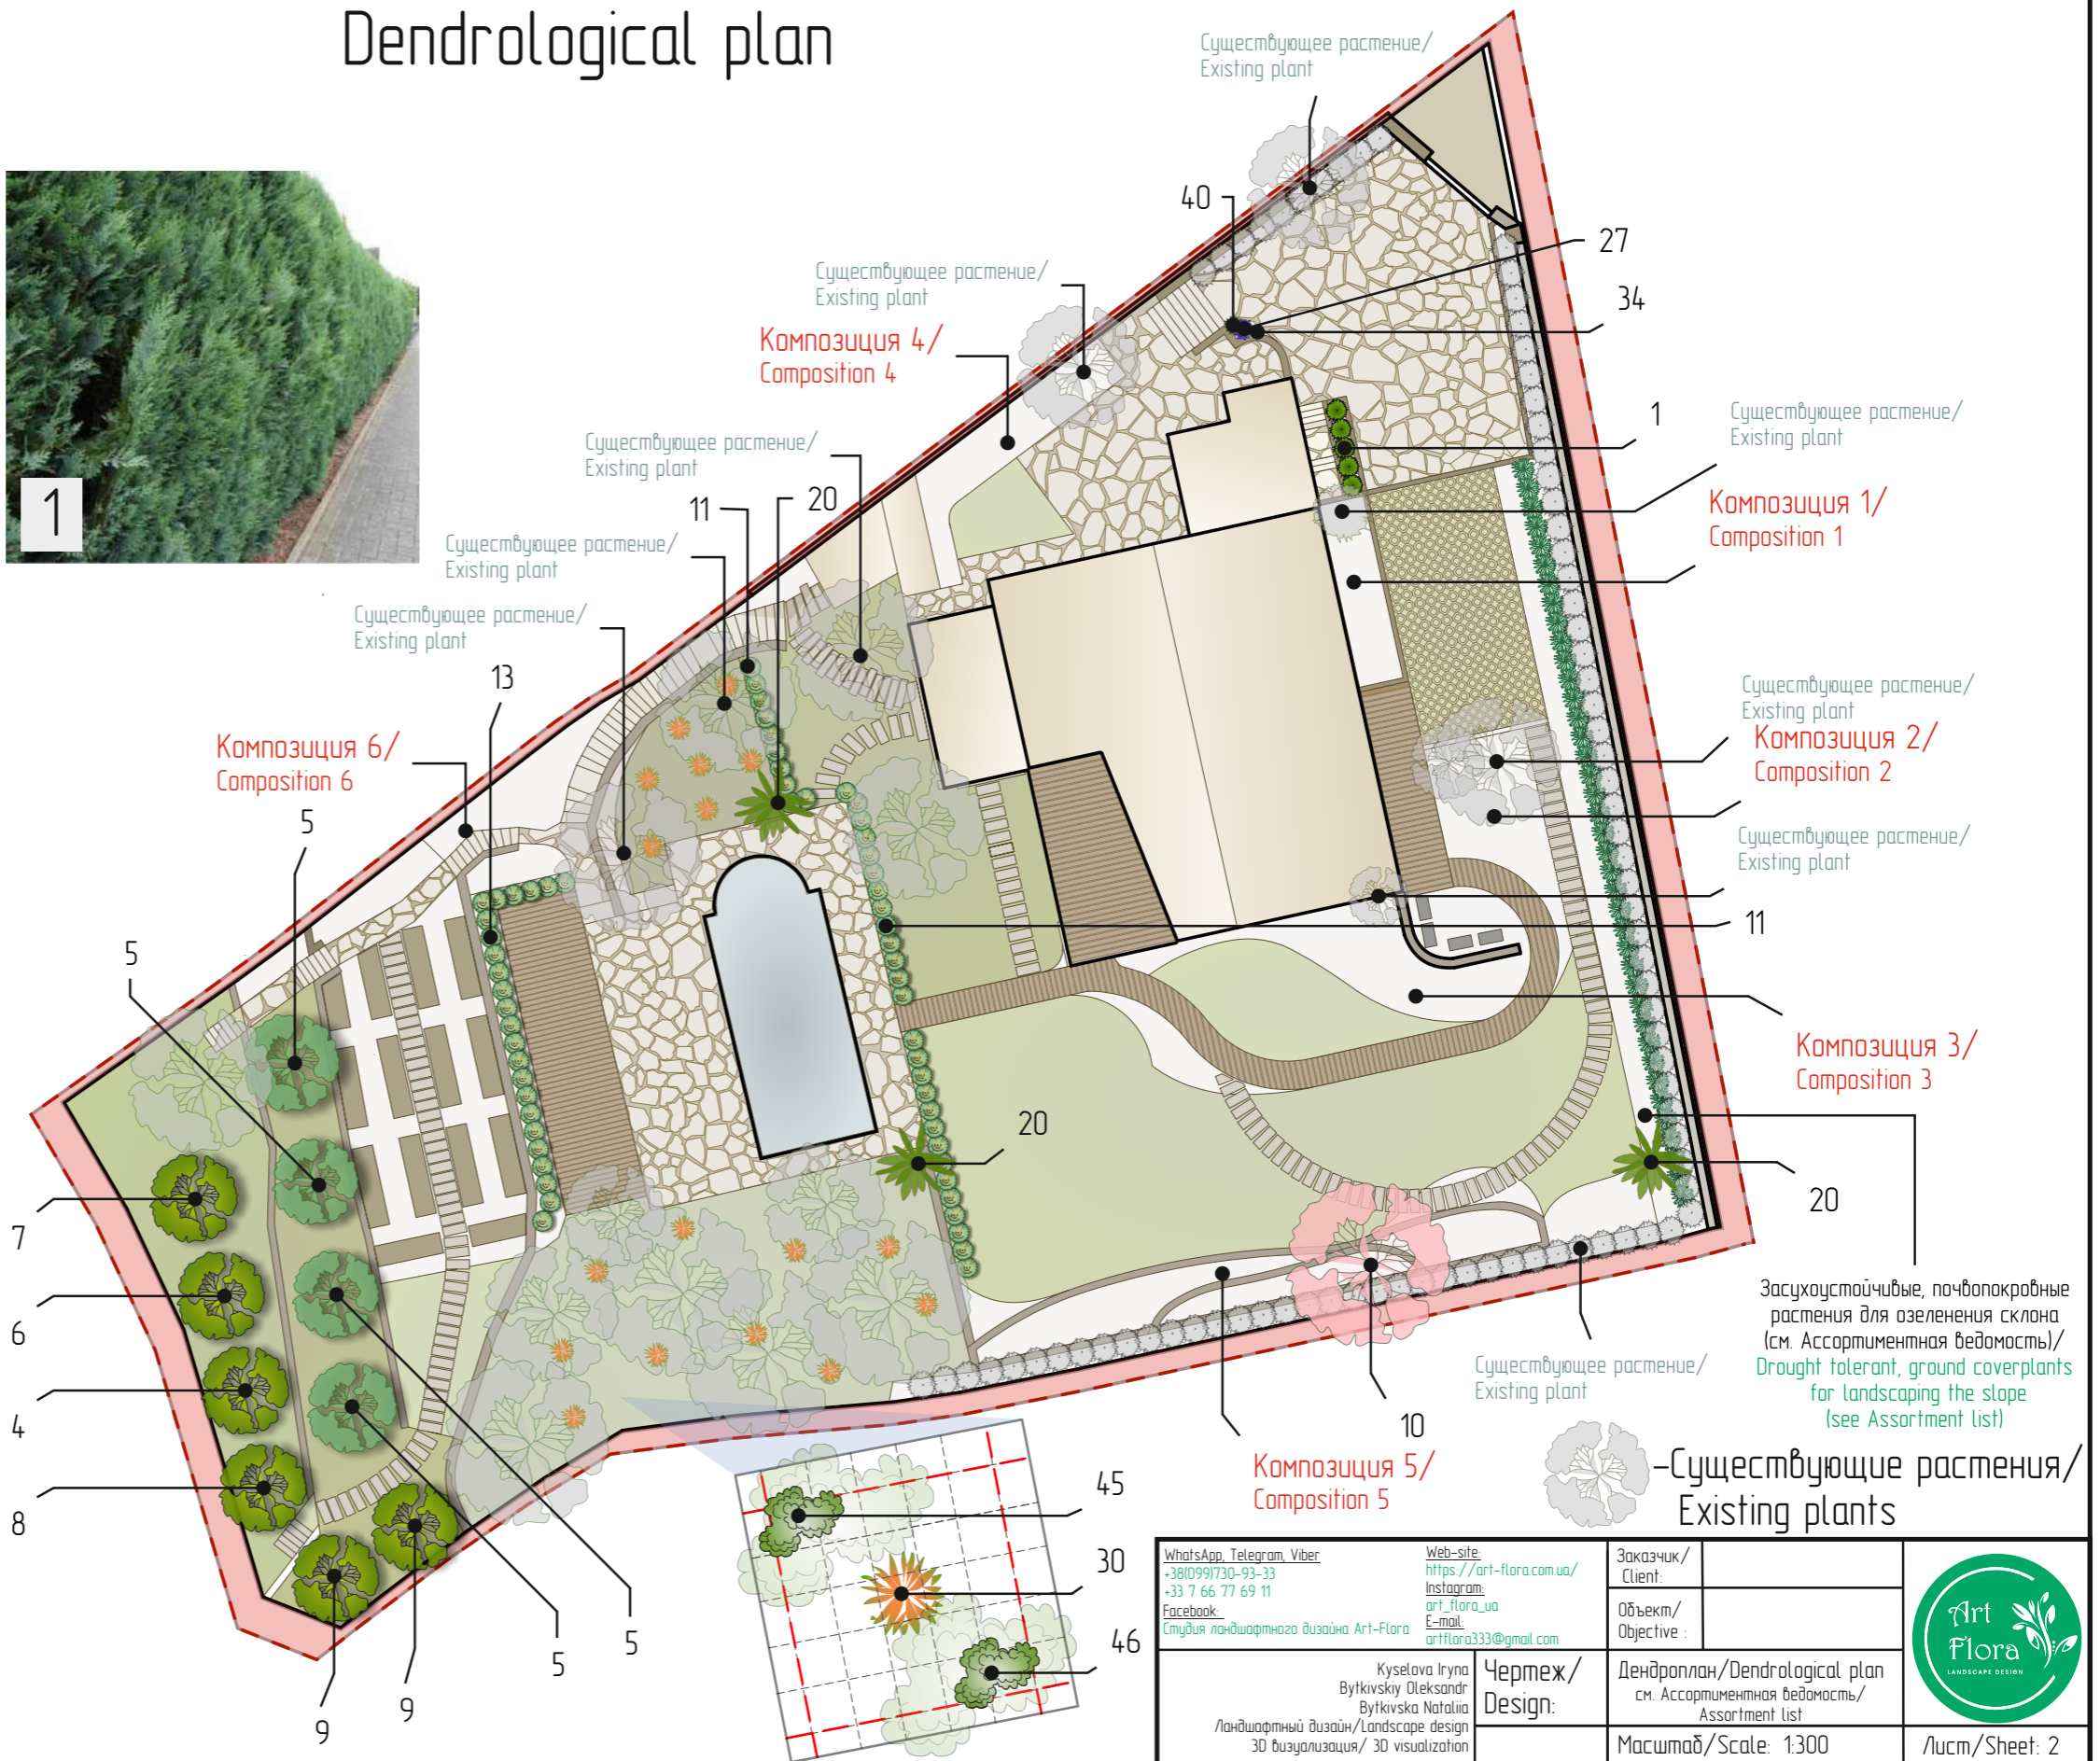 Dendrological plan
Существующее растение/
Existing plant
40
27
34
Существующее растение/
Existing plant
Композиция 4/
Composition 4
1
Существующее растение/
Existing plant
Существующее растение/
Existing plant
11
20
Композиция 1/
Composition 1
1
Существующее растение/
Existing plant
Существующее растение/
Existing plant
13
Существующее растение/
Existing plant
Композиция 2/
Composition 2
Композиция 6/
Composition 6
5
Существующее растение/
Existing plant
11
5
Композиция 3/
Composition 3
20
20
7
6
4
8
Засухоустойчивые, почвопокровные
растения для озеленения склона
(см. Ассортиментная ведомость)/
Drought tolerant, ground coverplants
for landscaping the slope
(see Assortment list)
Существующее растение/
Existing plant
10
Композиция 5/
Composition 5
-Существующие растения/
Existing plants
45
30
46
5
5
9
9
WhatsApp, Telegram, Viber
+38(099)730-93-33
+33 7 66 77 69 11
Facebook:
Студия ландшафтного дизайна Art-Flora
Web-site:
https://art-flora.com.ua/
Instagram:
art_flora_ua
E-mail:
artflora333@gmail.com
Заказчик/
Client:
Объект/
Objective :
Art
Flora
LANDSCAPE DESIGN
Kyselova Iryna
Bytkivskiy Oleksandr
Bytkivska Nataliia
Ландшафтный дизайн/Landscape design
3D визуализация/ 3D visualization
Чертеж/
Design:
Дендроплан/Dendrological plan
см. Ассортиментная ведомость/
Assortment list
Масштаб/Scale: 1:300
Лист/Sheet: 2